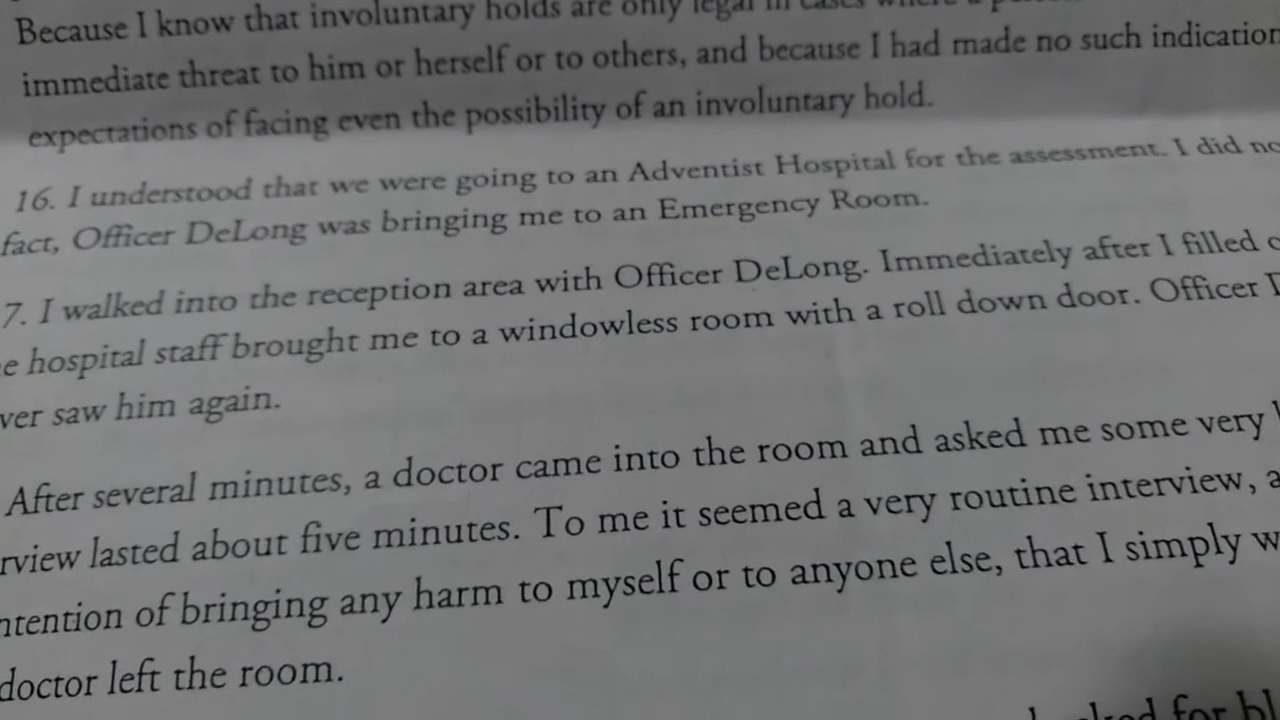 Because I know that involuntary holds are only legal in cases where a
immediate threat to him or herself or to others, and because I had made no such indication
expectations of facing even the possibility of an involuntary hold.
16. I understood that we were going to an Adventist Hospital for the assessment. I did
fact, Officer DeLong was bringing me to an Emergency Room.
7. I walked into the reception area with Officer DeLong. Immediately after I filled
e hospital staff brought me to a windowless room with a roll down door. Officer
ver saw him again.
After several minutes, a doctor came into the room and asked me some very
rview lasted about five minutes. To me it seemed a very routine interview, a
ntention of bringing any harm to myself or to anyone else, that I simply w
doctor left the room.
for bl